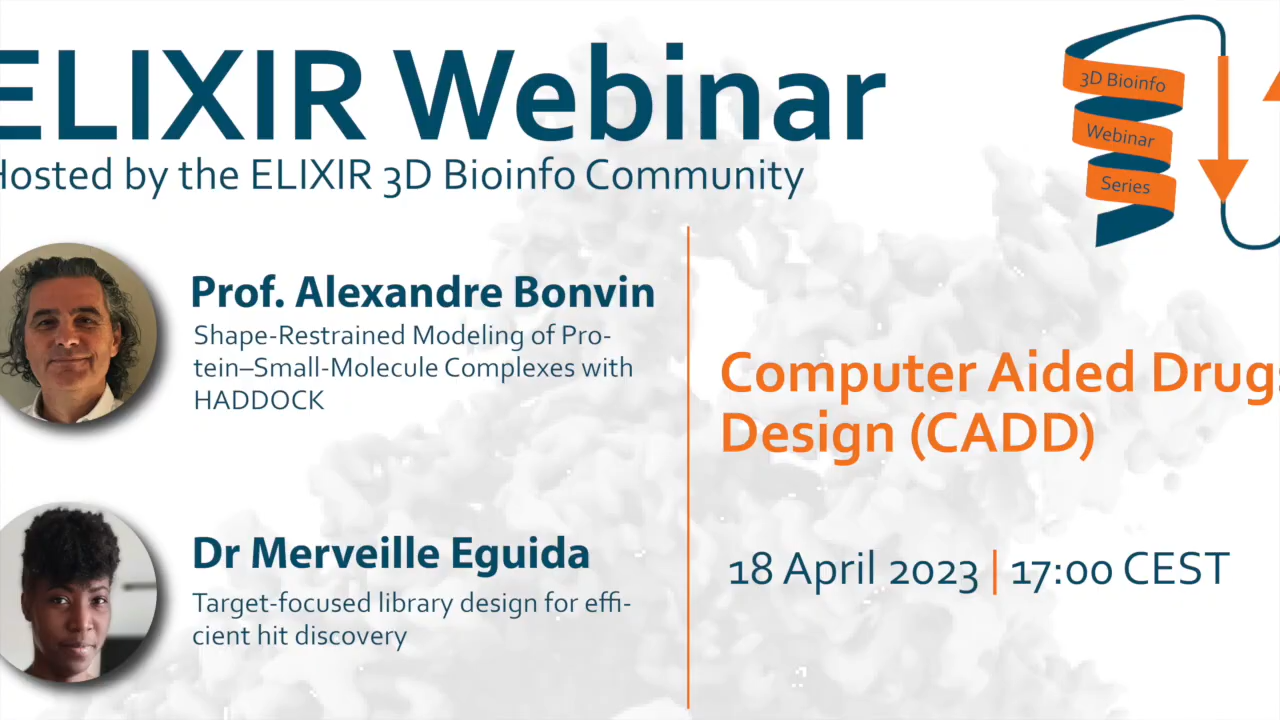 ELIXIR Webinar
Hosted by the ELIXIR 3D Bioinfo Community
3D Bioinfo
Webinar
Series
Prof. Alexandre Bonvin
Shape-Restrained Modeling of Pro-
tein–Small-Molecule Complexes with
HADDOCK
Dr Merveille Eguida
Target-focused library design for effi-
cient hit discovery
Computer Aided Drugs
Design (CADD)
18 April 2023 | 17:00 CEST